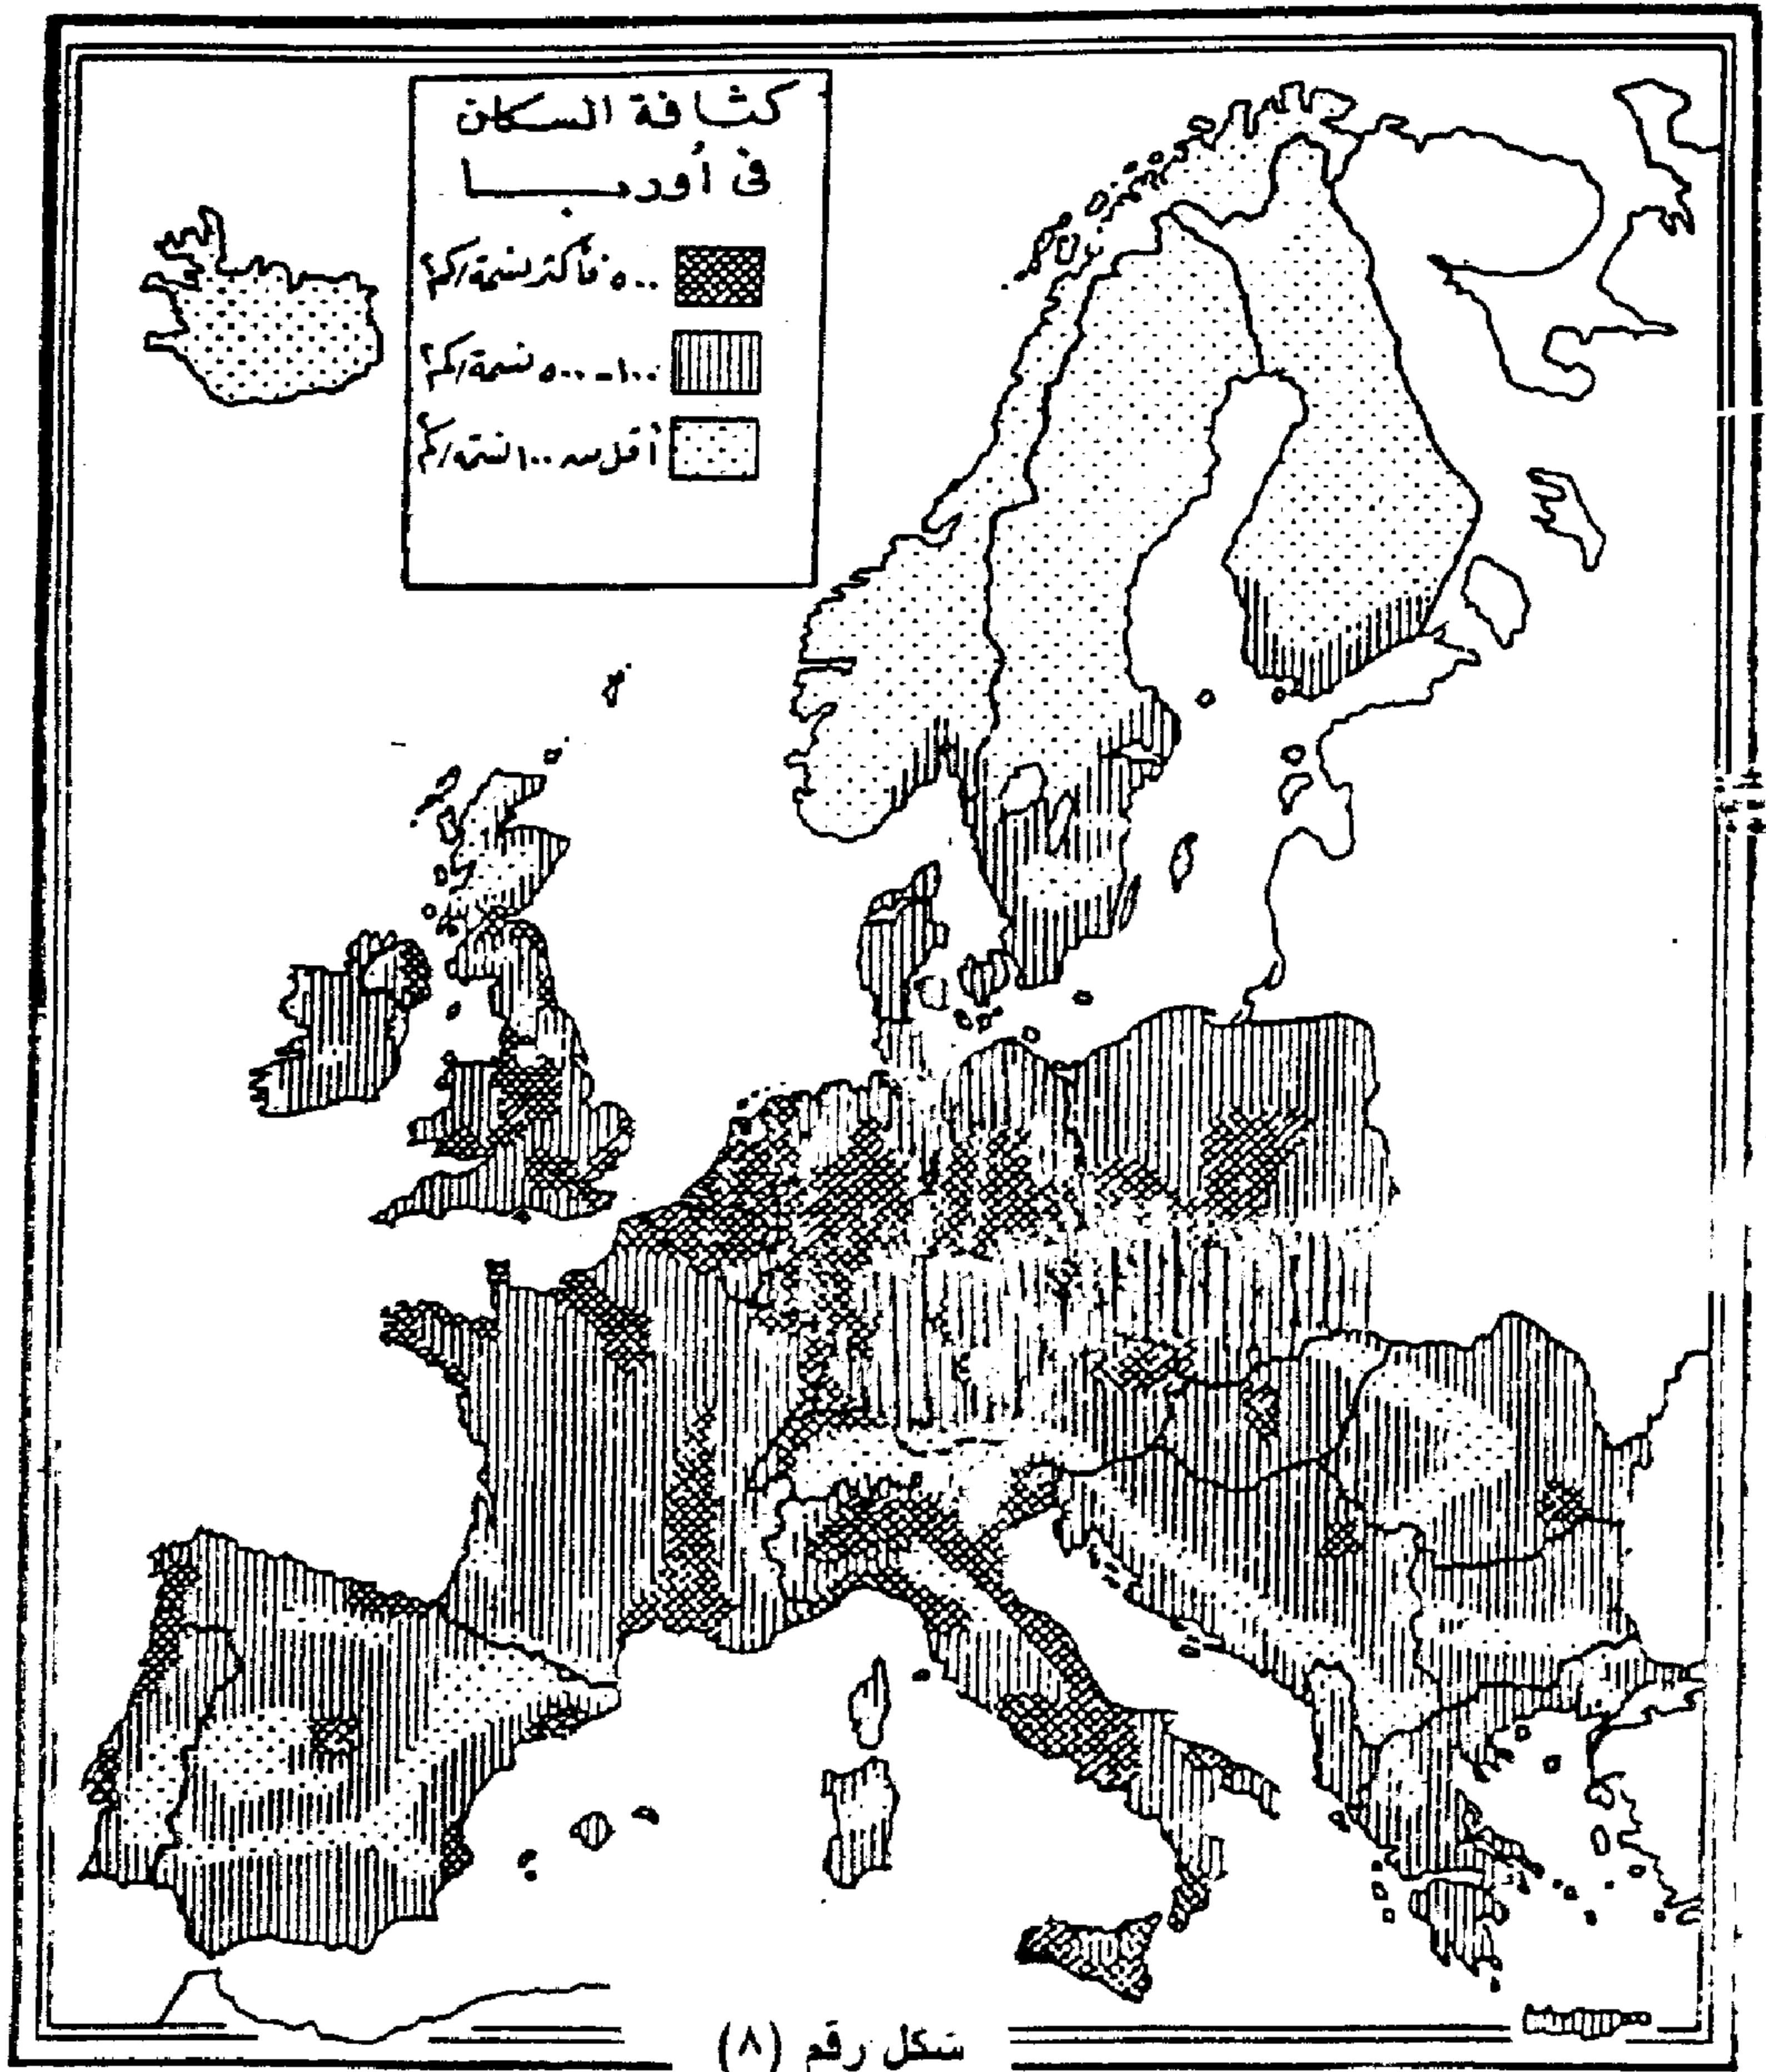 كثافة السكان
فى أوربــا
٥٠٠ فأكثر نسمة/كم٢
١٠٠-٥٠٠ نسمة/كم٢
أقل من ١٠٠ نسمة/كم٢
شكل رقم (٨)